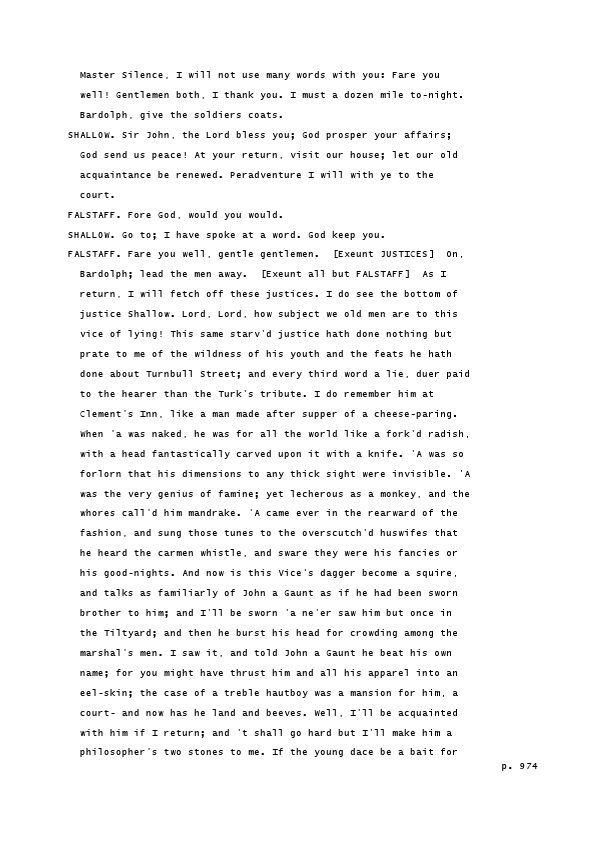 Master Silence, I will not use many words with you: Fare you
well! Gentlemen both, I thank you. I must a dozen mile to-night.
Bardolph, give the soldiers coats.
SHALLOW. Sir John, the Lord bless you; God prosper your affairs;
God send us peace! At your return, visit our house; let our old
acquaintance be renewed. Peradventure I will with ye to the
court.
FALSTAFF. Fore God, would you would.
SHALLOW. Go to; I have spoke at a word. God keep you.
FALSTAFF. Fare you well, gentle gentlemen.  [Exeunt JUSTICES]  On,
Bardolph; lead the men away.  [Exeunt all but FALSTAFF]  As I
return, I will fetch off these justices. I do see the bottom of
justice Shallow. Lord, Lord, how subject we old men are to this
vice of lying! This same starv'd justice hath done nothing but
prate to me of the wildness of his youth and the feats he hath
done about Turnbull Street; and every third word a lie, duer paid
to the hearer than the Turk's tribute. I do remember him at
Clement's Inn, like a man made after supper of a cheese-paring.
When 'a was naked, he was for all the world like a fork'd radish,
with a head fantastically carved upon it with a knife. 'A was so
forlorn that his dimensions to any thick sight were invisible. 'A
was the very genius of famine; yet lecherous as a monkey, and the
whores call'd him mandrake. 'A came ever in the rearward of the
fashion, and sung those tunes to the overscutch'd huswifes that
he heard the carmen whistle, and sware they were his fancies or
his good-nights. And now is this Vice's dagger become a squire,
and talks as familiarly of John a Gaunt as if he had been sworn
brother to him; and I'll be sworn 'a ne'er saw him but once in
the Tiltyard; and then he burst his head for crowding among the
marshal's men. I saw it, and told John a Gaunt he beat his own
name; for you might have thrust him and all his apparel into an
eel-skin; the case of a treble hautboy was a mansion for him, a
court- and now has he land and beeves. Well, I'll be acquainted
with him if I return; and 't shall go hard but I'll make him a
philosopher's two stones to me. If the young dace be a bait for
p. 974